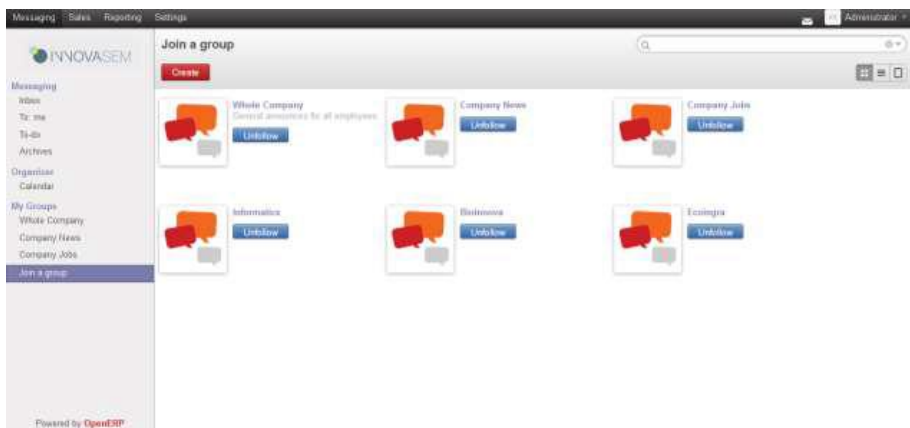 Messaging Sales Reporting Settings
Administrator
INNOVASEM
Messaging
Inbox
To: me
To-do
Archives
Organizer
Calendar
My Groups
Whole Company
Company News
Company Jobs
Join a group
Powered by OpenERP
Join a group
Create
Whole Company
General announces for all employees
Unfollow
Company News
Unfollow
Company Jobs
Unfollow
Informatics
Unfollow
Unfollow
Unfollow